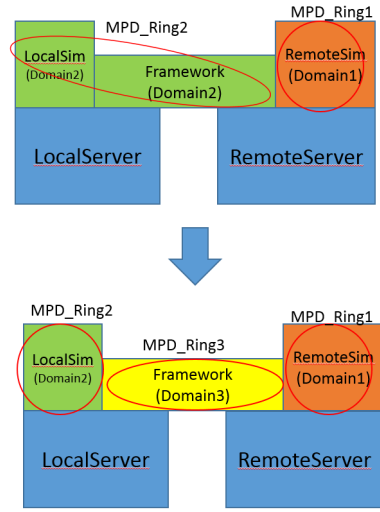 MPD_Ring2
MPD_Ring1
LocalSim
(Domain2)
Framework
(Domain2)
RemoteSim
(Domain1)
LocalServer
RemoteServer
MPD_Ring2
MPD_Ring1
MPD_Ring3
LocalSim
(Domain2)
Framework
(Domain3)
RemoteSim
(Domain1)
LocalServer
RemoteServer